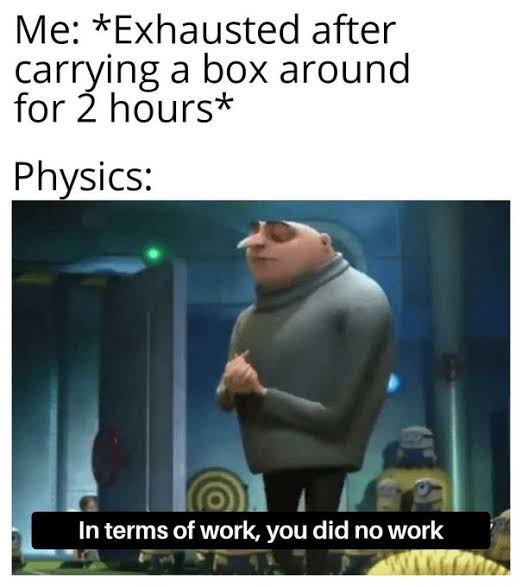 Me: *Exhausted after
carrying a box around
for 2 hours*
Physics:
In terms of work, you did no work